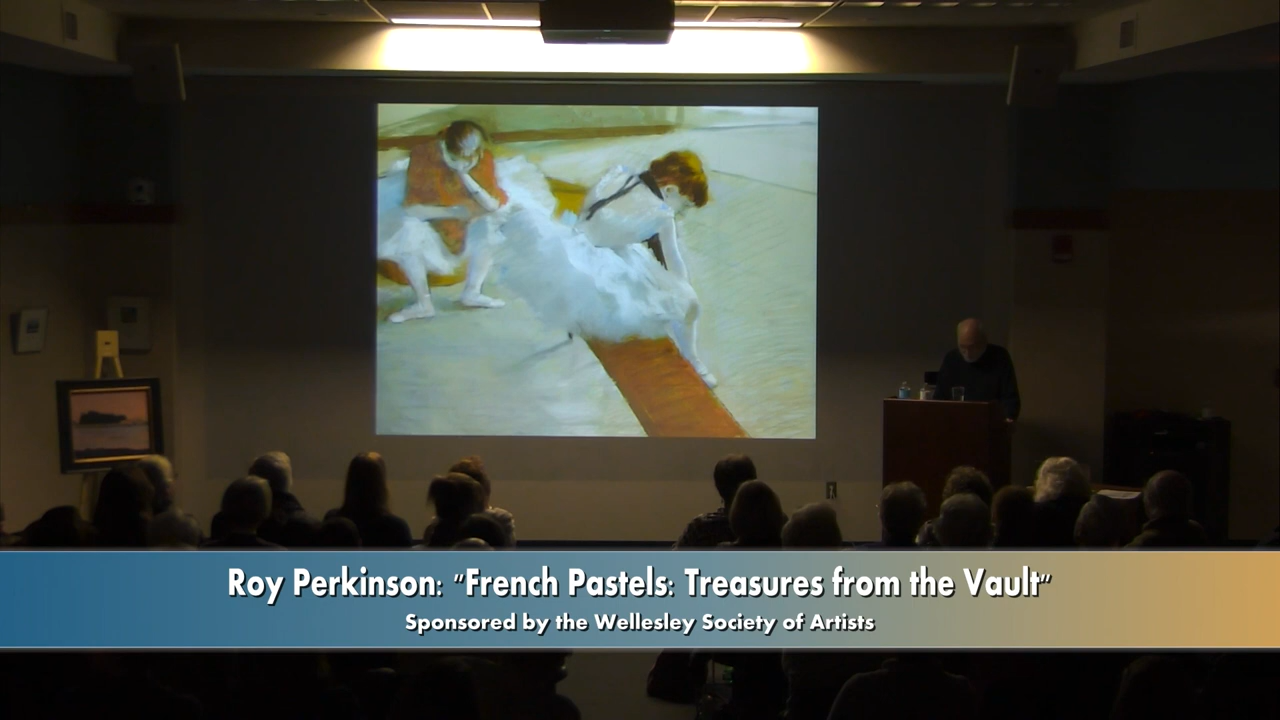 Roy Perkinson: "French Pastels: Treasures from the Vault"
Sponsored by the Wellesley Society of Artists